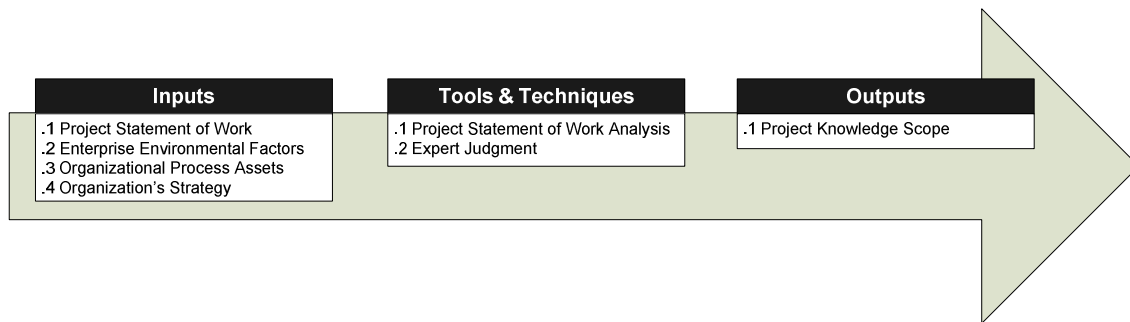 Inputs
.1 Project Statement of Work
.2 Enterprise Environmental Factors
.3 Organizational Process Assets
.4 Organization's Strategy
Tools & Techniques
.1 Project Statement of Work Analysis
.2 Expert Judgment
Outputs
.1 Project Knowledge Scope